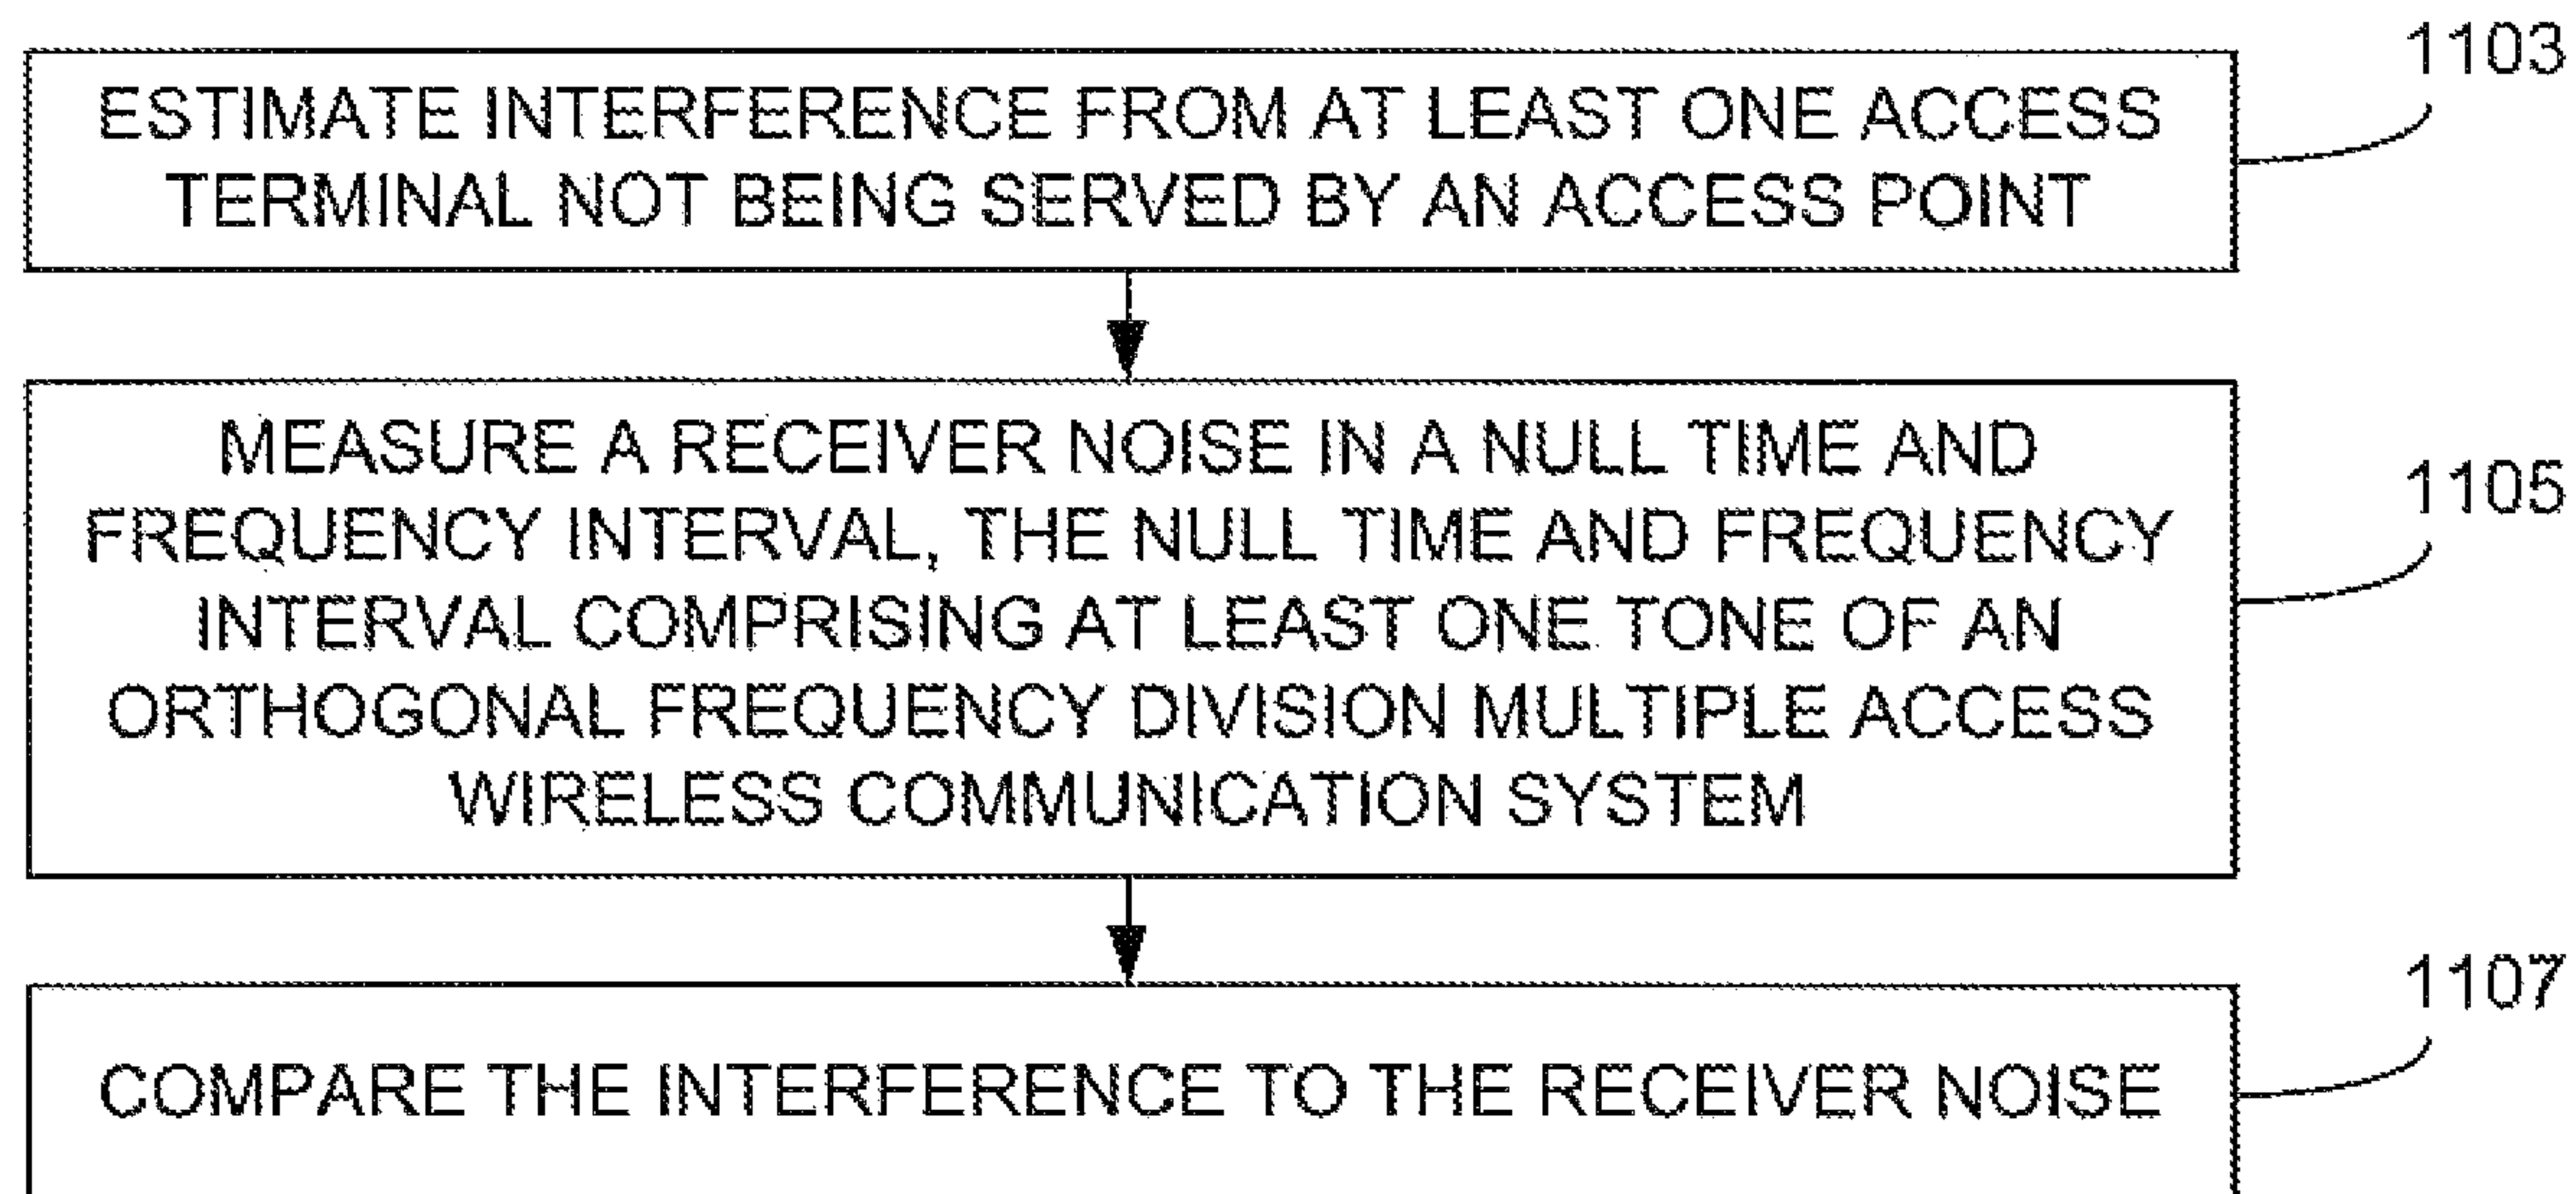 1103
ESTIMATE INTERFERENCE FROM AT LEAST ONE ACCESS
TERMINAL NOT BEING SERVED BY AN ACCESS POINT
1105
MEASURE A RECEIVER NOISE IN A NULL TIME AND
FREQUENCY INTERVAL, THE NULL TIME AND FREQUENCY
INTERVAL COMPRISING AT LEAST ONE TONE OF AN
ORTHOGONAL FREQUENCY DIVISION MULTIPLE ACCESS
WIRELESS COMMUNICATION SYSTEM
1107
COMPARE THE INTERFERENCE TO THE RECEIVER NOISE